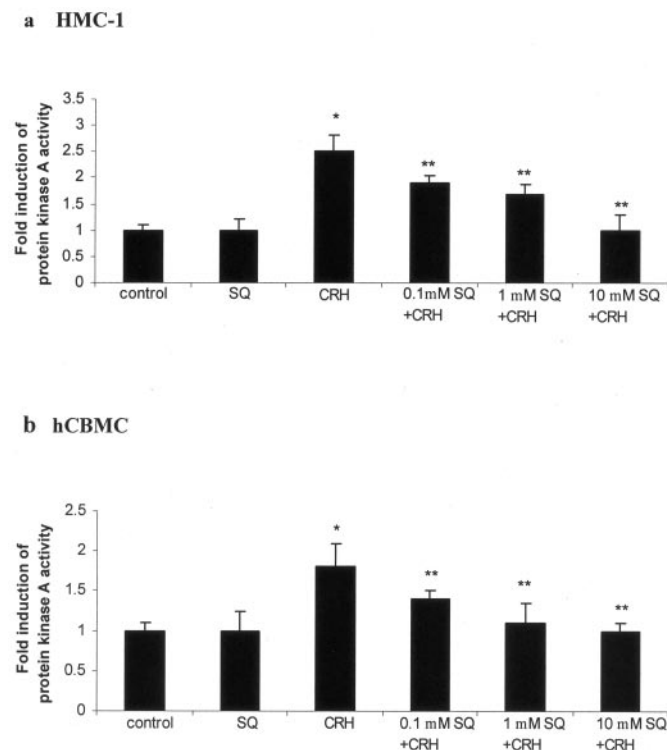 a HMC-1
Fold induction of
protein kinase A activity
3.5
3
2.5
2
1.5
1
0.5
0
*
**
**
**
control SQ CRH 0.1mM SQ 1 mM SQ 10 mM SQ
+CRH +CRH +CRH
b hCBMC
Fold induction of
protein kinase A activity
2.5
2
1.5
1
0.5
0
*
**
**
**
control SQ CRH 0.1 mM SQ 1 mM SQ 10 mM SQ
+CRH +CRH +CRH